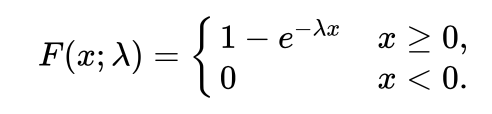 F(x; λ) = { 1 − e^{−λx}   x ≥ 0,
0   x < 0.